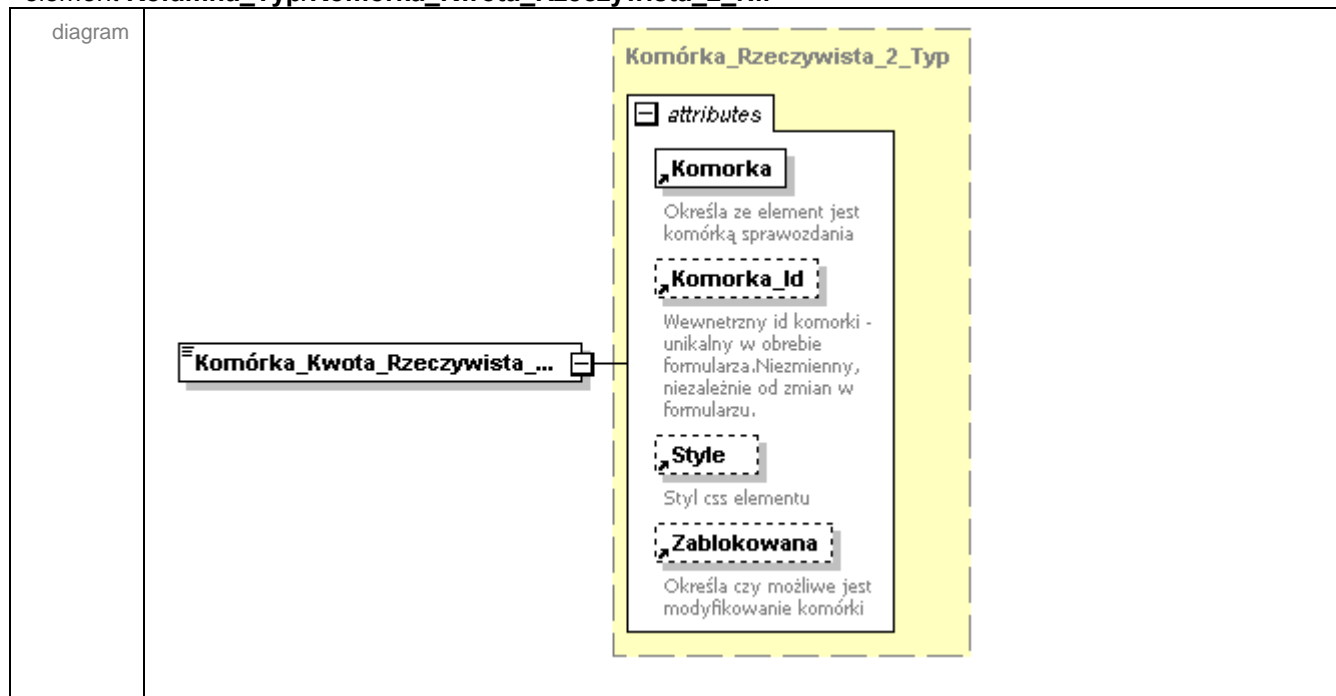 diagram
Komórka_Rzeczywista_2_Typ
attributes
Komorka
Określa ze element jest
komórką sprawozdania
Komorka_Id
Wewnetrzny id komorki -
unikalny w obrebie
formularza.Niezmienny,
niezależnie od zmian w
formularzu.
Komórka_Kwota_Rzeczywista_...
Style
Styl css elementu
Zablokowana
Określa czy możliwe jest
modyfikowanie komórki